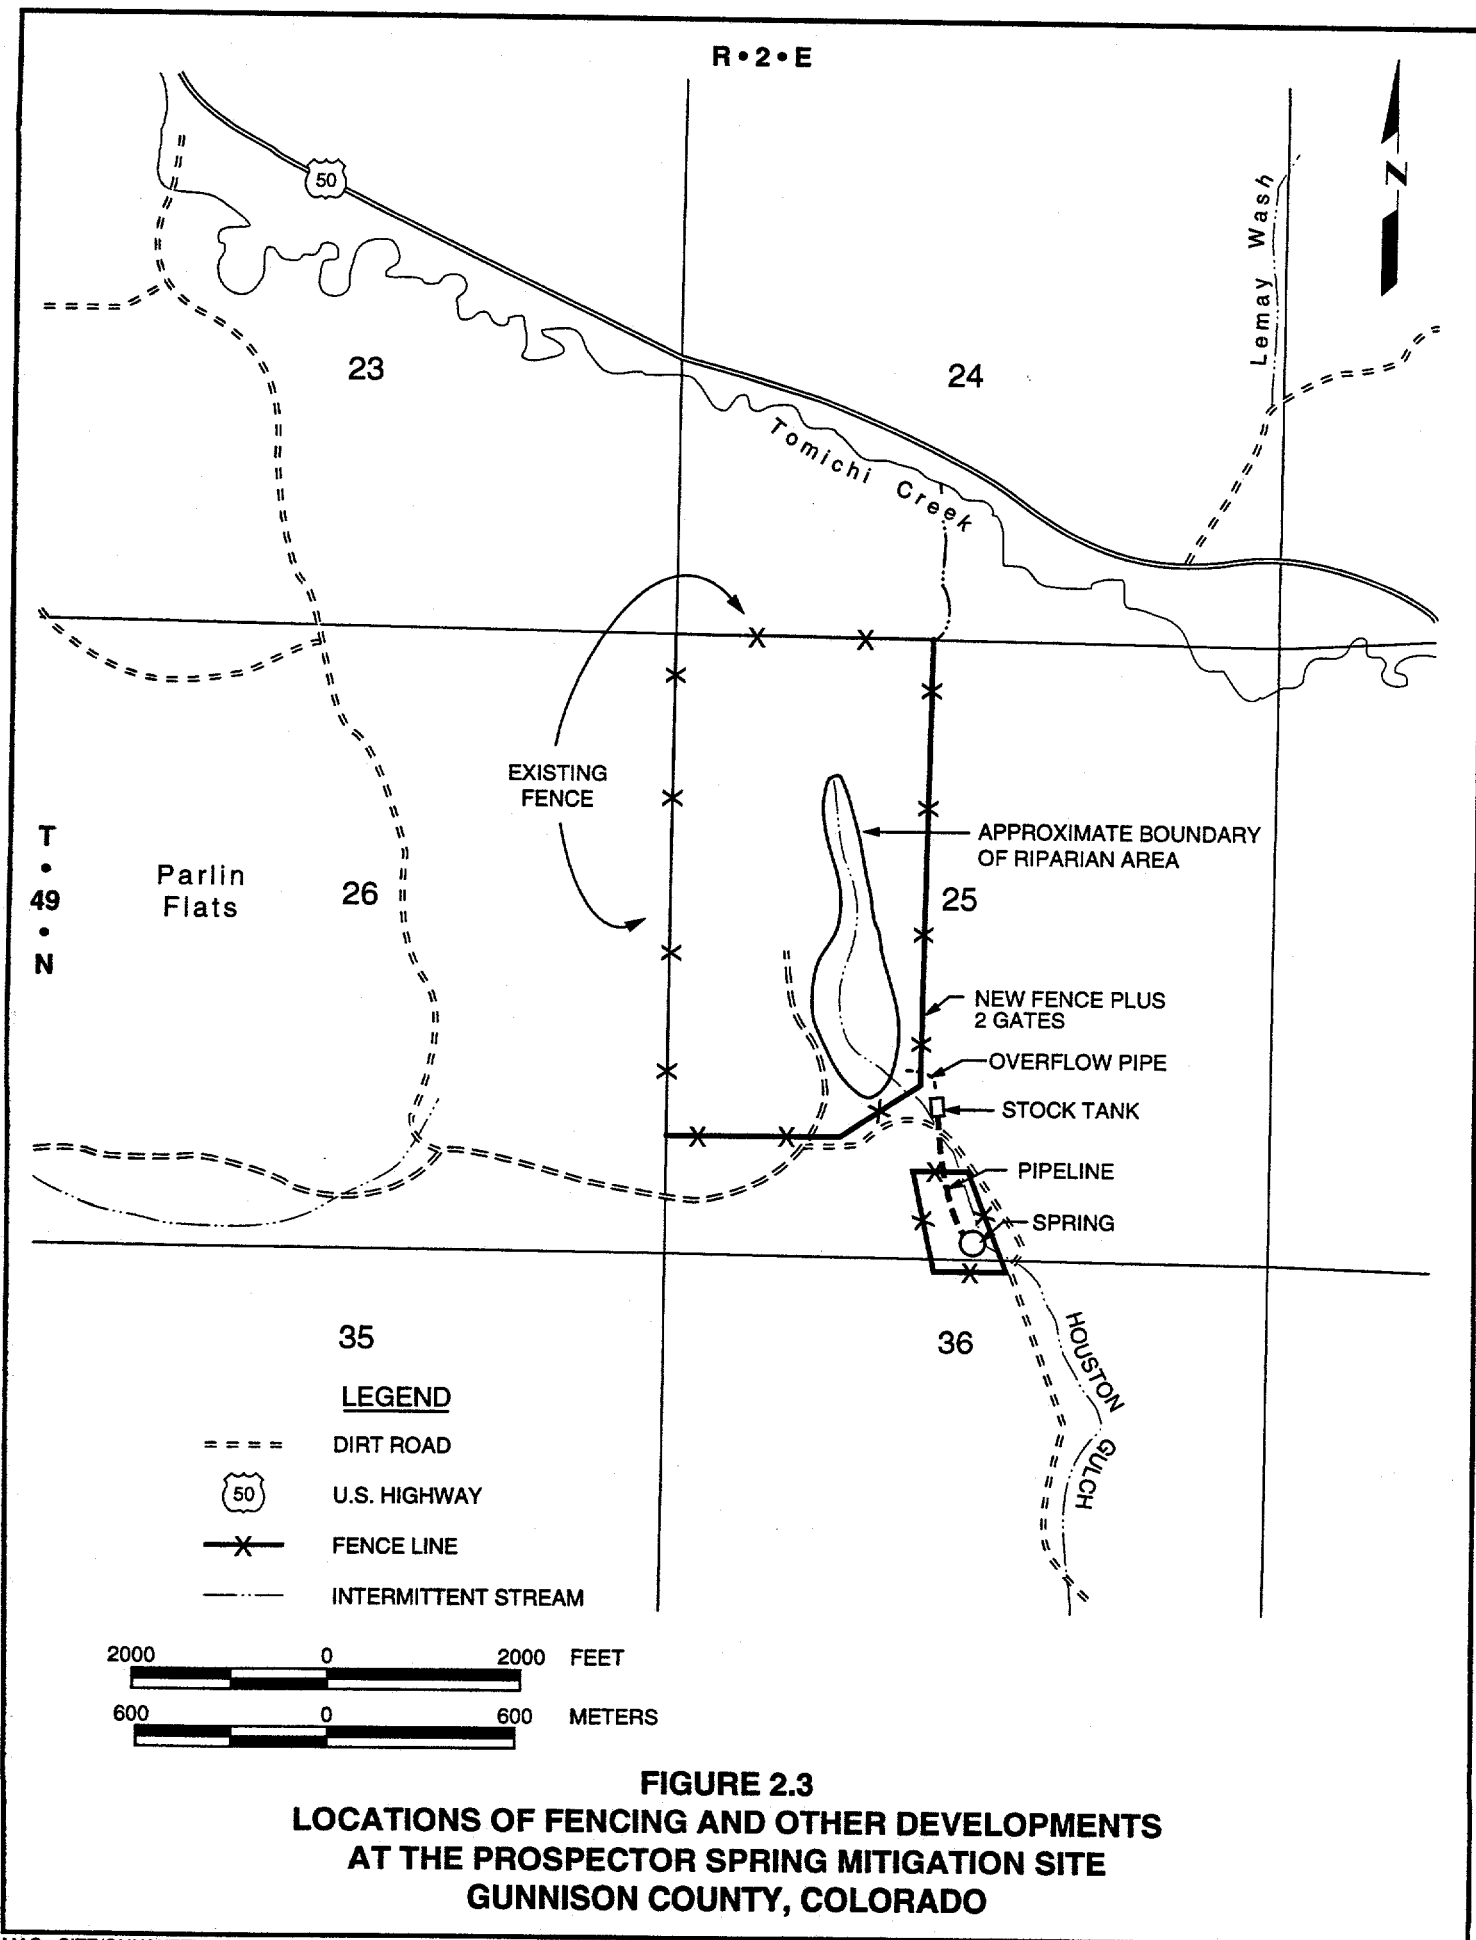 R•2•E
50
N
Lemay Wash
23
24
Tomichi Creek
EXISTING
FENCE
APPROXIMATE BOUNDARY
OF RIPARIAN AREA
T
•
49
•
N
Parlin
Flats
26
25
NEW FENCE PLUS
2 GATES
OVERFLOW PIPE
STOCK TANK
PIPELINE
SPRING
35
36
HOUSTON GULCH
LEGEND
DIRT ROAD
50
U.S. HIGHWAY
FENCE LINE
INTERMITTENT STREAM
2000 0 2000 FEET
600 0 600 METERS
FIGURE 2.3
LOCATIONS OF FENCING AND OTHER DEVELOPMENTS
AT THE PROSPECTOR SPRING MITIGATION SITE
GUNNISON COUNTY, COLORADO